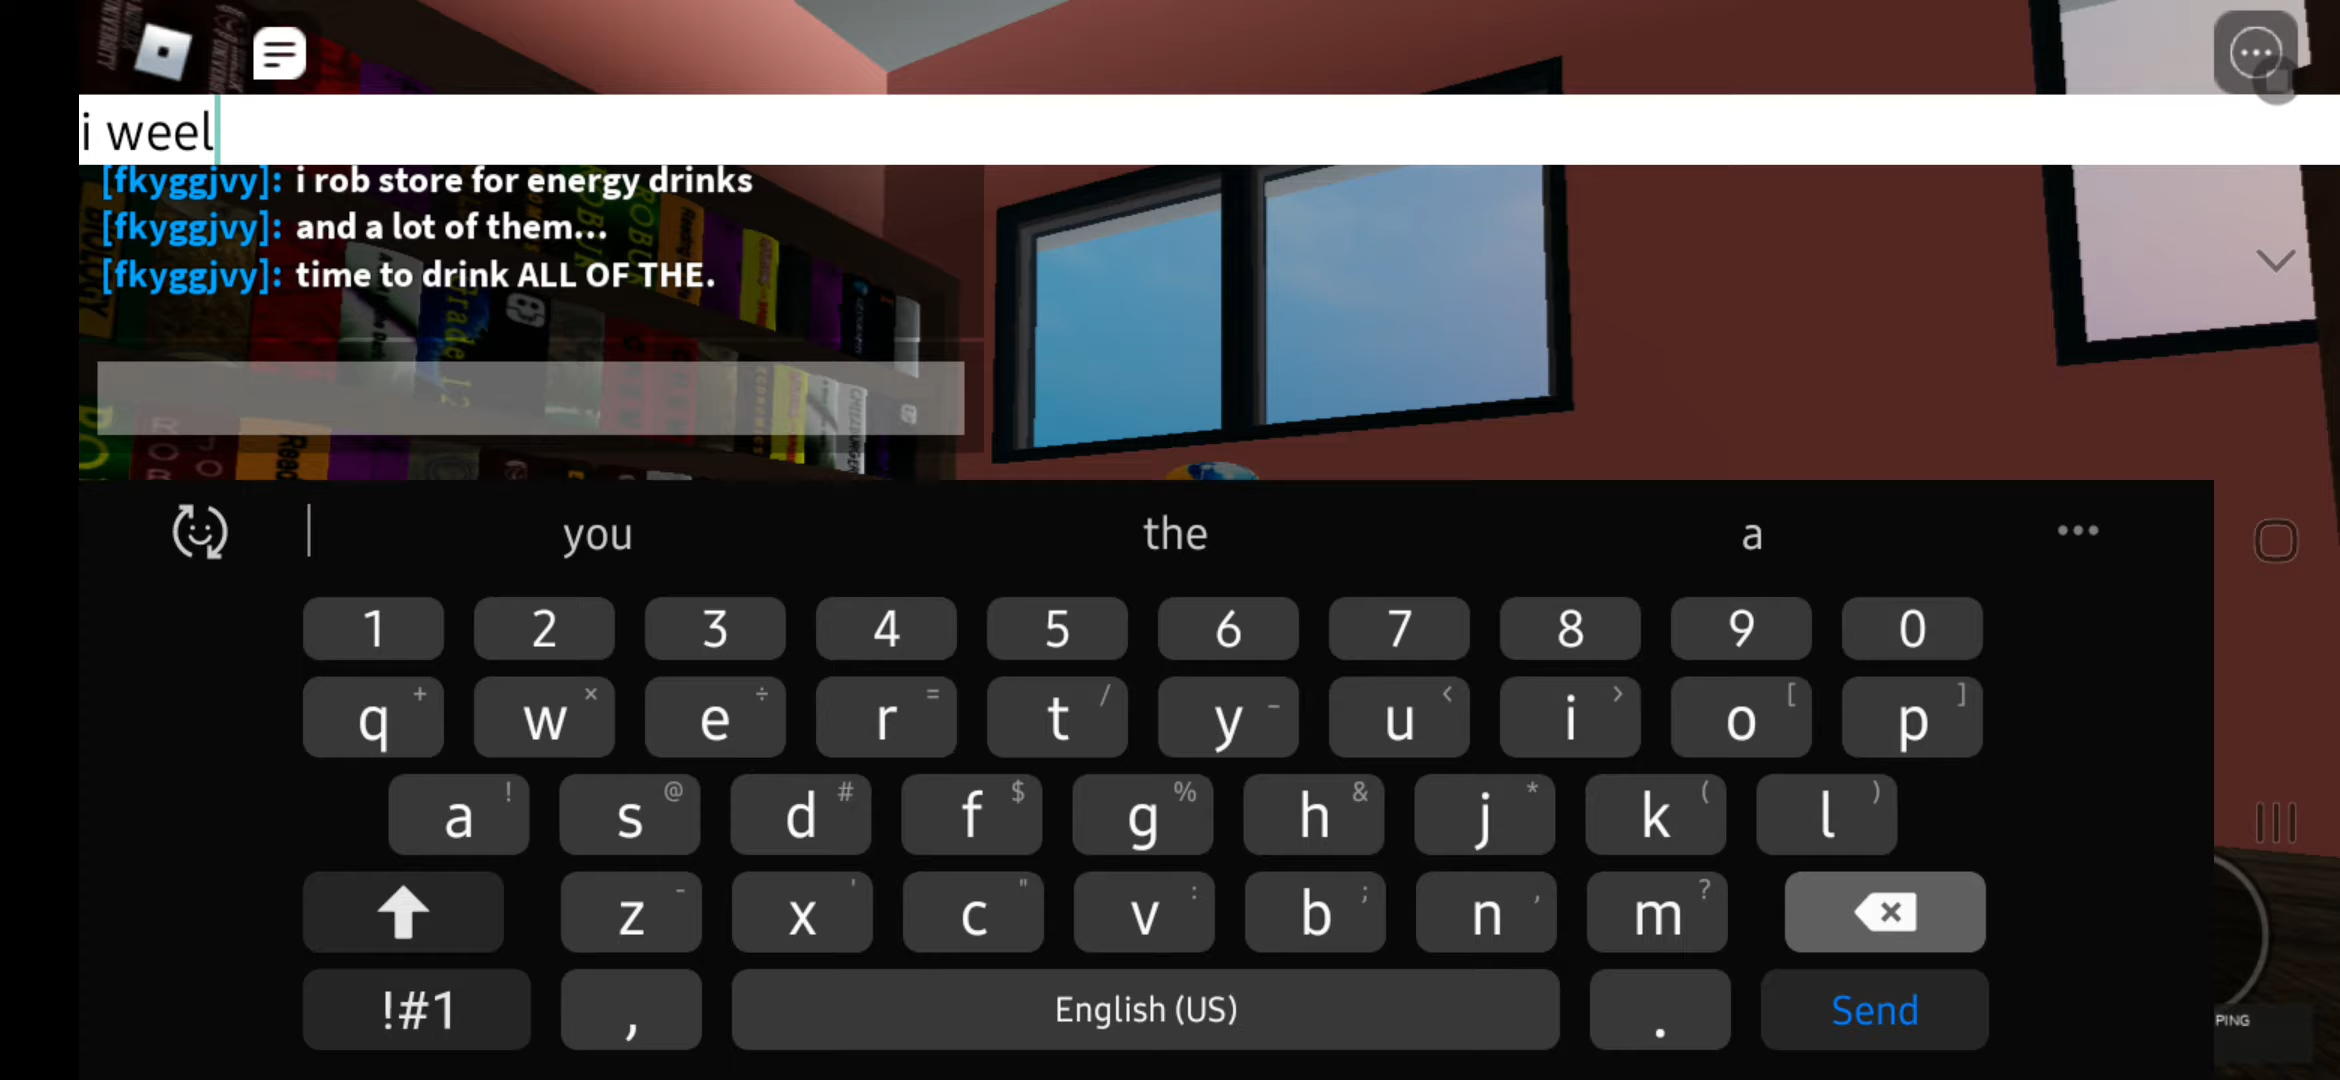 i weel
[fkyggjvy]: i rob store for energy drinks
[fkyggjvy]: and a lot of them...
[fkyggjvy]: time to drink ALL OF THE.
you the a
1 2 3 4 5 6 7 8 9 0
q + w × e ÷ r = t / y _ u < i > o [ p ]
a ! s @ d # f $ g % h & j * k ( l )
z - x ' c " v : b ; n , m ?
!#1 , English (US) . Send
PING